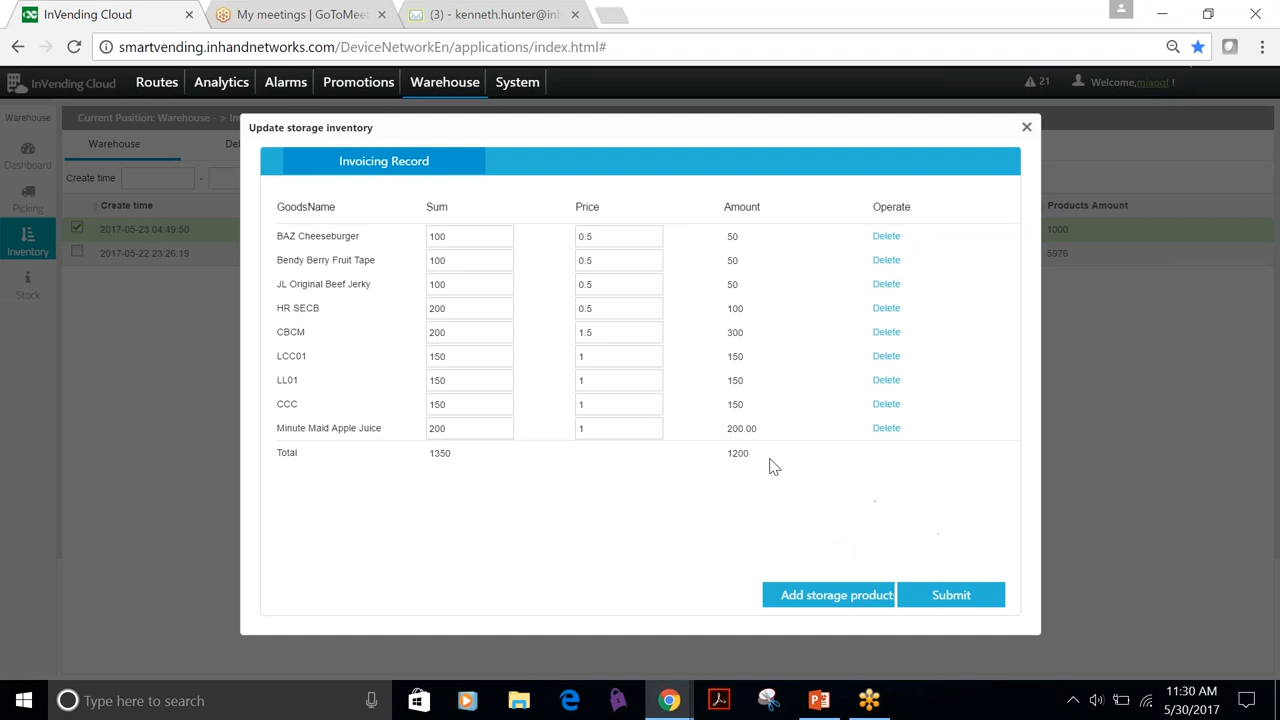 InVending Cloud
My meetings | GoToMeet
(3) - kenneth.hunter@in
smartvending.inhandnetworks.com/DeviceNetworkEn/applications/index.html#
InVending Cloud Routes Analytics Alarms Promotions Warehouse System 21 Welcome,miaoqf !
Warehouse
Current Position: Warehouse - > In
Update storage inventory
Dashboard
Picking
Inventory
Stock
Warehouse
Create time -
Create time Products Amount
2017-05-23 04:49:50 1000
2017-05-22 23:26:19 5976
Invoicing Record
GoodsName Sum Price Amount Operate
BAZ Cheeseburger 100 0.5 50 Delete
Bendy Berry Fruit Tape 100 0.5 50 Delete
JL Original Beef Jerky 100 0.5 50 Delete
HR SECB 200 0.5 100 Delete
CBCM 200 1.5 300 Delete
LCC01 150 1 150 Delete
LL01 150 1 150 Delete
CCC 150 1 150 Delete
Minute Maid Apple Juice 200 1 200.00 Delete
Total 1350 1200
Add storage product
Submit
Type here to search
11:30 AM
5/30/2017